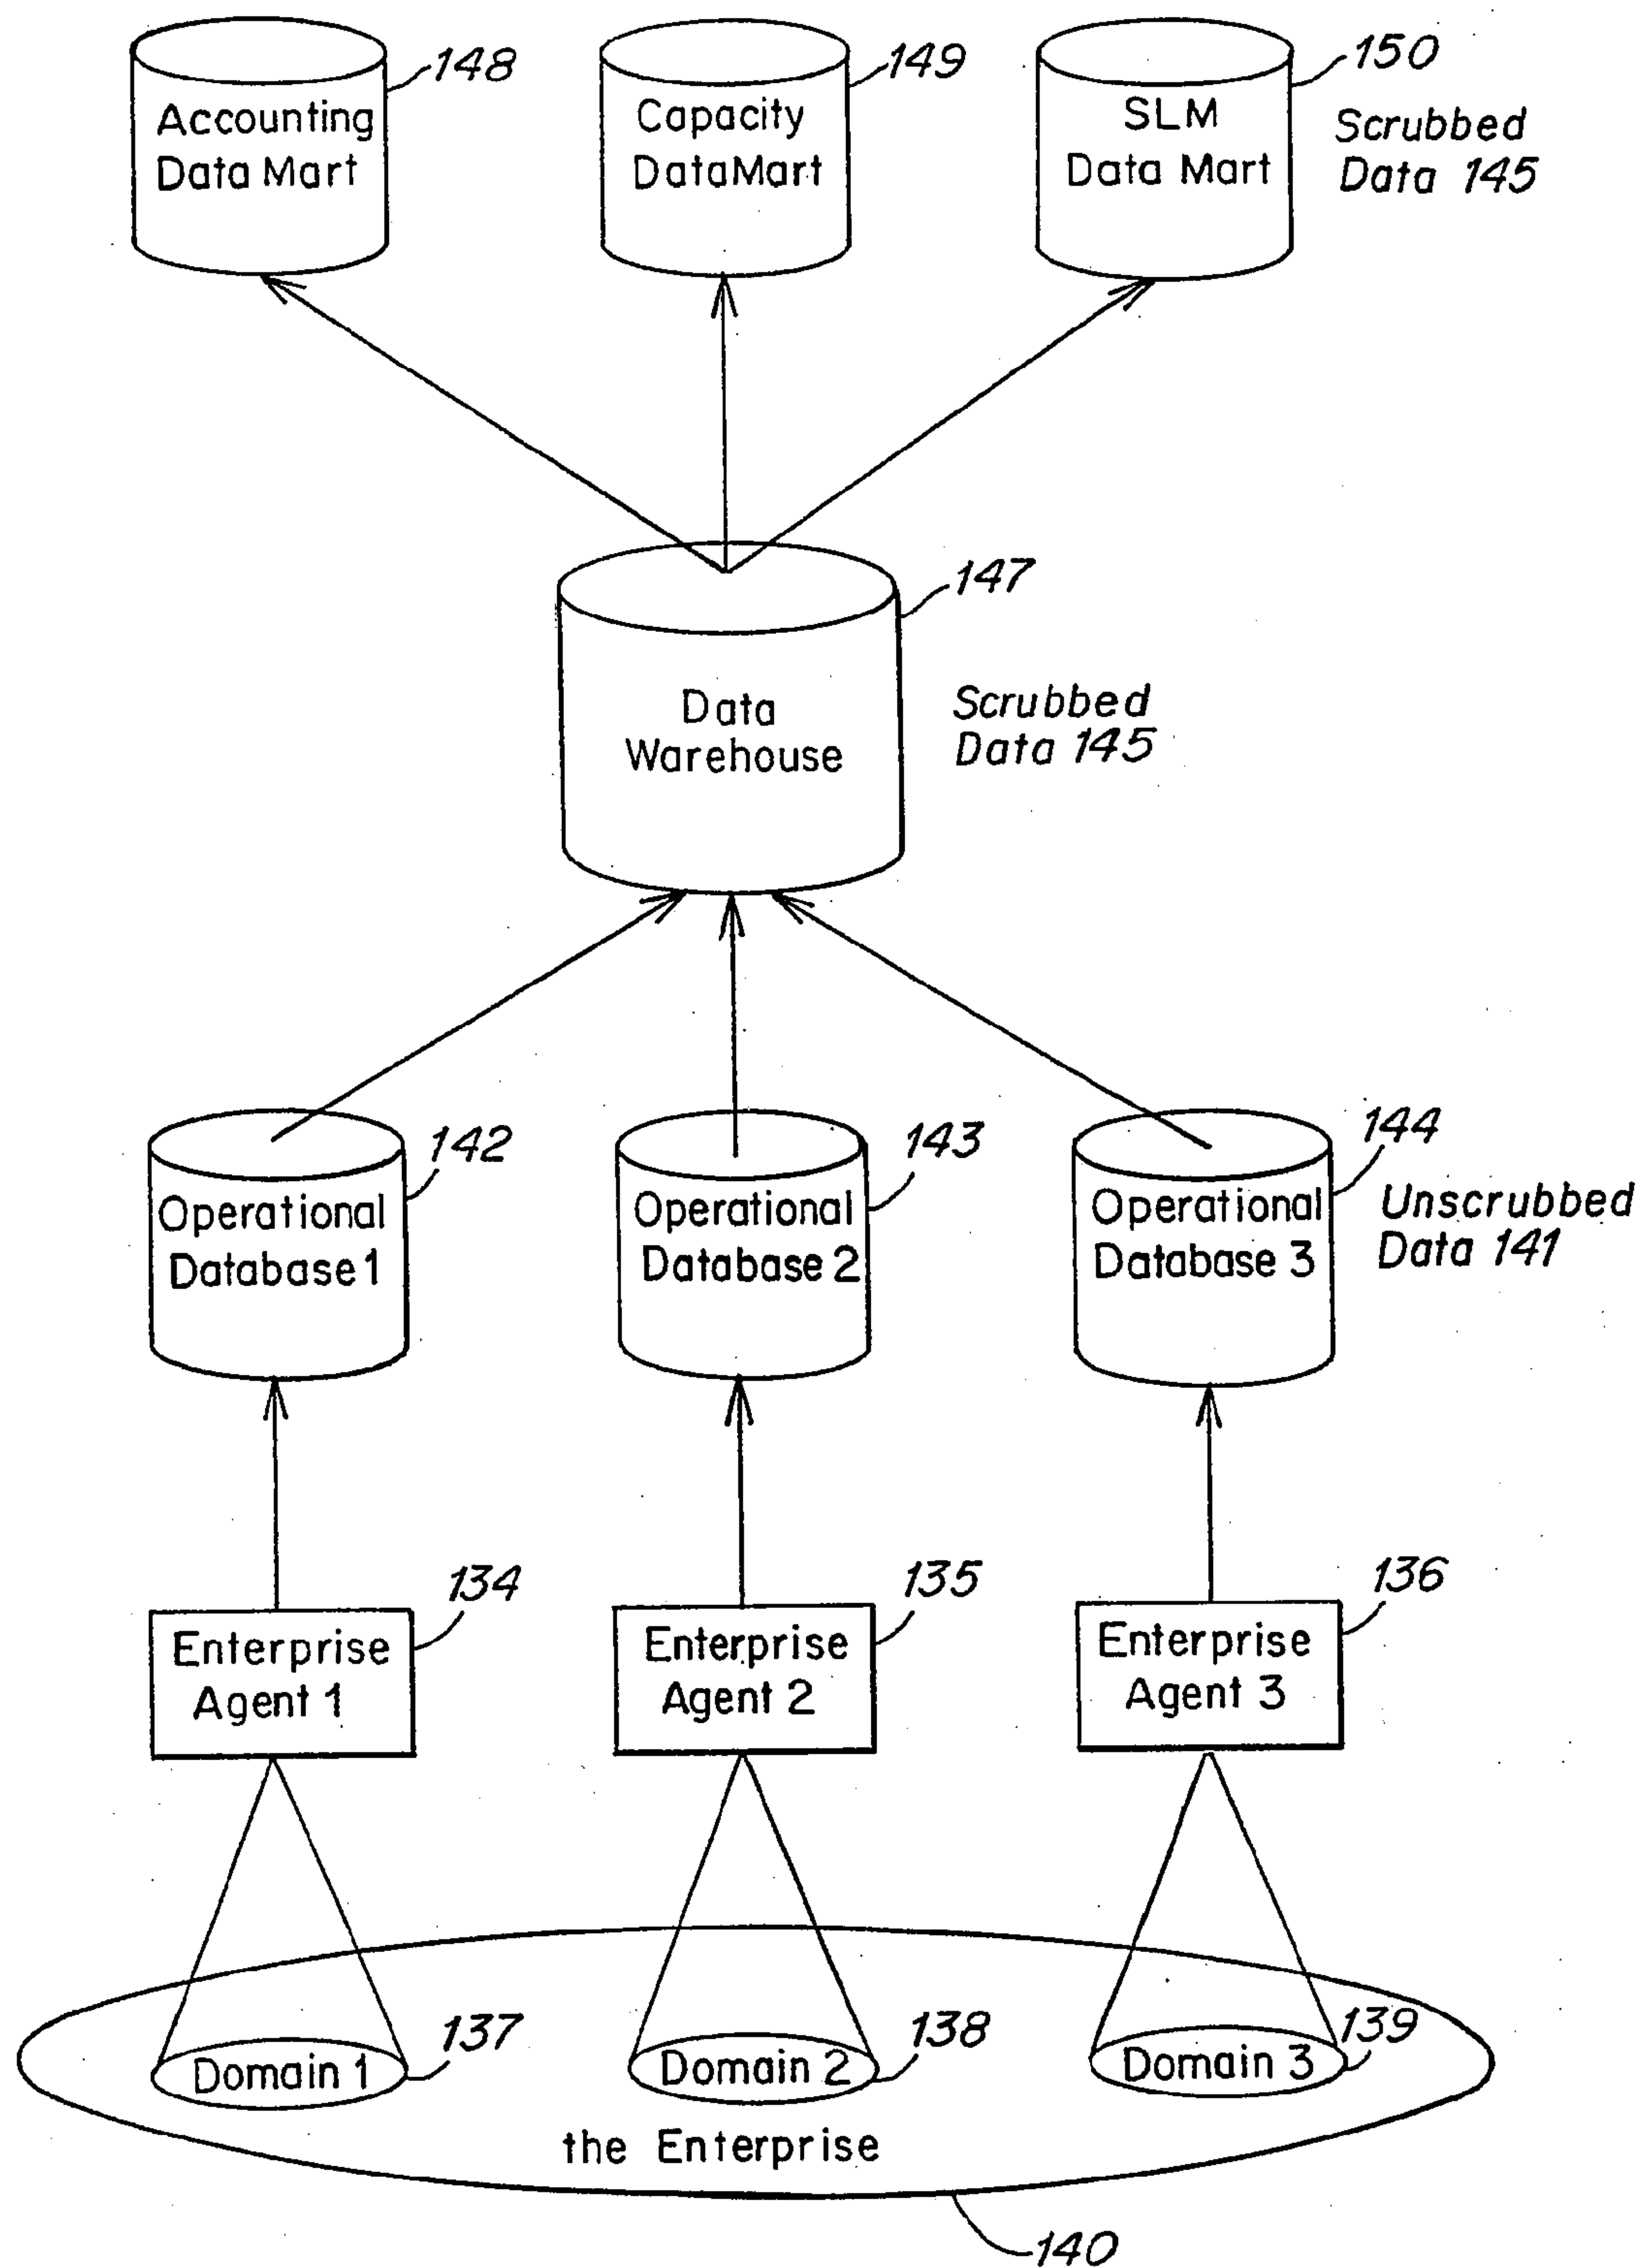 148
149
150
Accounting
Data Mart
Capacity
DataMart
SLM
Data Mart
Scrubbed
Data 145
147
Data
Warehouse
Scrubbed
Data 145
142
143
144
Operational
Database 1
Operational
Database 2
Operational
Database 3
Unscrubbed
Data 141
134
135
136
Enterprise
Agent 1
Enterprise
Agent 2
Enterprise
Agent 3
137
138
139
Domain 1
Domain 2
Domain 3
the Enterprise
140